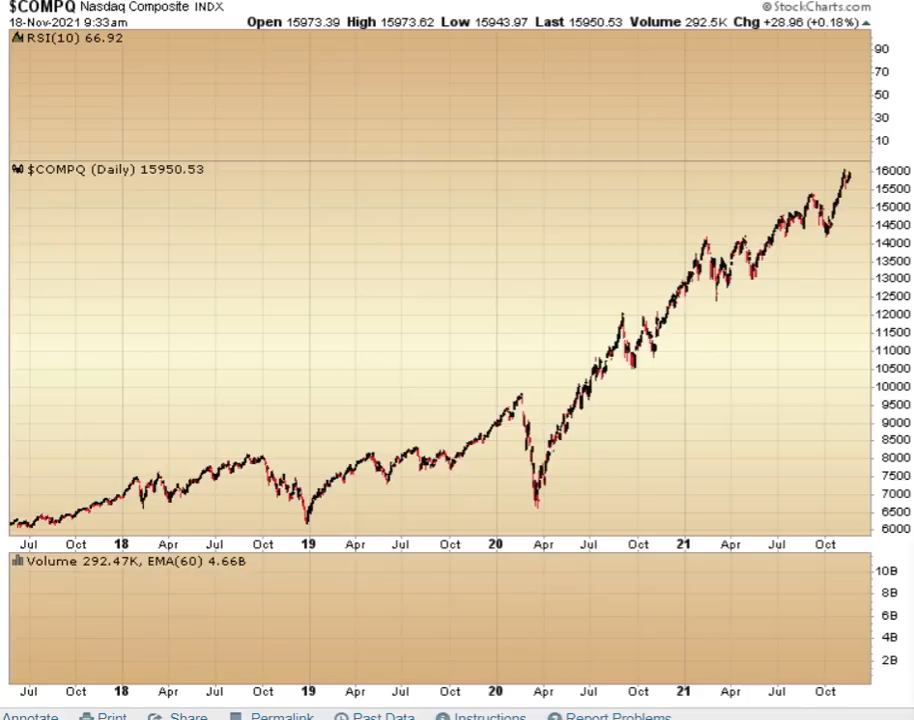 $COMPQ Nasdaq Composite INDX
©StockCharts.com
18-Nov-2021 9:33am
Open 15973.39 High 15973.62 Low 15943.97 Last 15950.53 Volume 292.5K Chg +28.96 (+0.18%)
RSI(10) 66.92
90
70
50
30
10
$COMPQ (Daily) 15950.53
16000
15500
15000
14500
14000
13500
13000
12500
12000
11500
11000
10500
10000
9500
9000
8500
8000
7500
7000
6500
6000
Jul Oct 18 Apr Jul Oct 19 Apr Jul Oct 20 Apr Jul Oct 21 Apr Jul Oct
Volume 292.47K, EMA(60) 4.66B
10B
8B
6B
4B
2B
Jul Oct 18 Apr Jul Oct 19 Apr Jul Oct 20 Apr Jul Oct 21 Apr Jul Oct
Annotate Print Share Permalink Past Data Instructions Report Problems